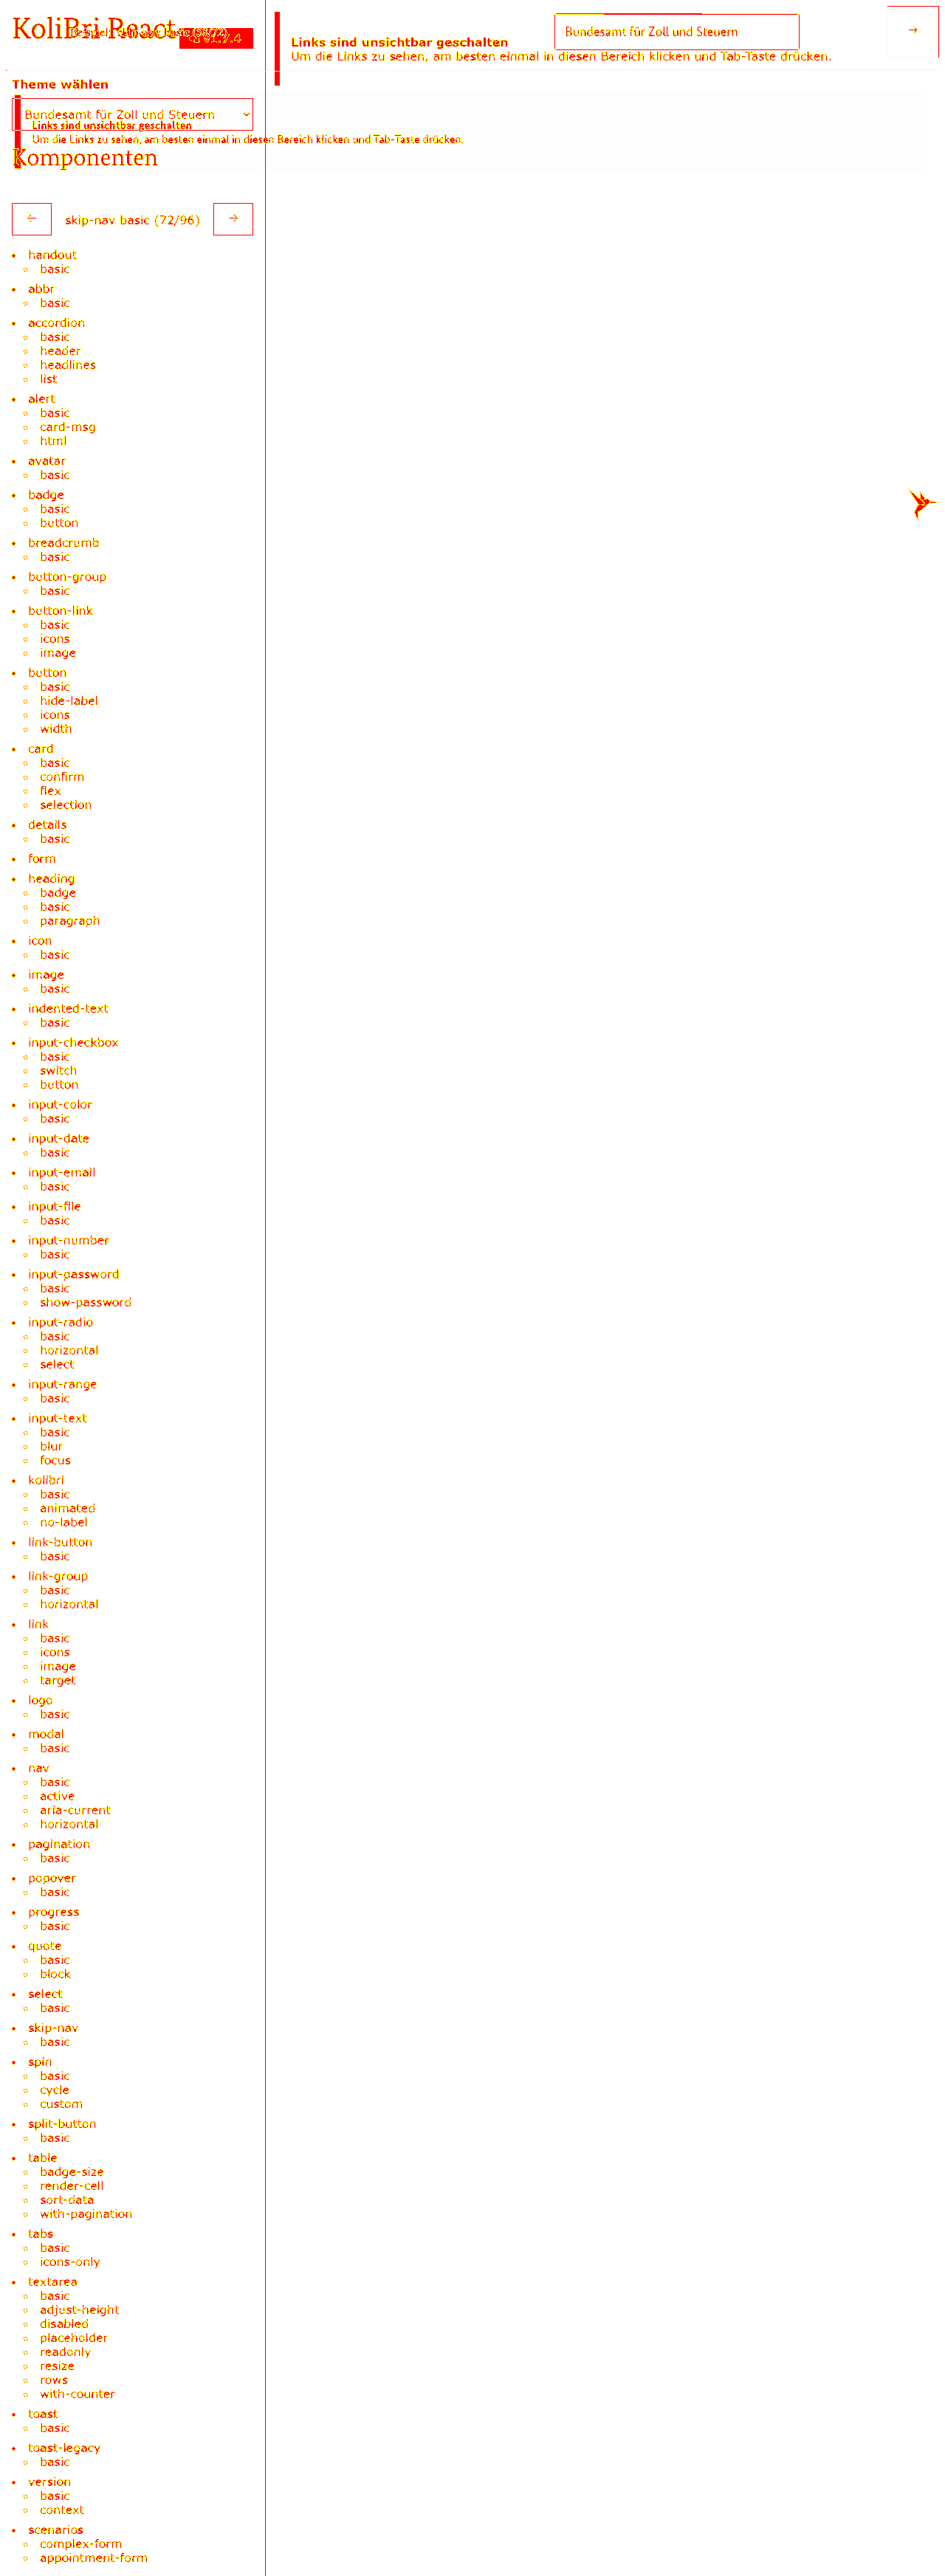 KoliBri React
Bundesamt für Zoll und Steuern
→
Links sind unsichtbar geschalten
Um die Links zu sehen, am besten einmal in diesen Bereich klicken und Tab-Taste drücken.
Theme wählen
Bundesamt für Zoll und Steuern
Links sind unsichtbar geschalten
Um die Links zu sehen, am besten einmal in diesen Bereich klicken und Tab-Taste drücken.
Komponenten
← skip-nav basic (72/96) →
handout
basic
abbr
basic
accordion
basic
header
headlines
list
alert
basic
card-msg
html
avatar
basic
badge
basic
button
breadcrumb
basic
button-group
basic
button-link
basic
icons
image
button
basic
hide-label
icons
width
card
basic
confirm
flex
selection
details
basic
form
heading
badge
basic
paragraph
icon
basic
image
basic
indented-text
basic
input-checkbox
basic
switch
button
input-color
basic
input-date
basic
input-email
basic
input-file
basic
input-number
basic
input-password
basic
show-password
input-radio
basic
horizontal
select
input-range
basic
input-text
basic
blur
focus
kolibri
basic
animated
no-label
link-button
basic
link-group
basic
horizontal
link
basic
icons
image
target
logo
basic
modal
basic
nav
basic
active
aria-current
horizontal
pagination
basic
popover
basic
progress
basic
quote
basic
block
select
basic
skip-nav
basic
spin
basic
cycle
custom
split-button
basic
table
badge-size
render-cell
sort-data
with-pagination
tabs
basic
icons-only
textarea
basic
adjust-height
disabled
placeholder
readonly
resize
rows
with-counter
toast
basic
toast-legacy
basic
version
basic
context
scenarios
complex-form
appointment-form